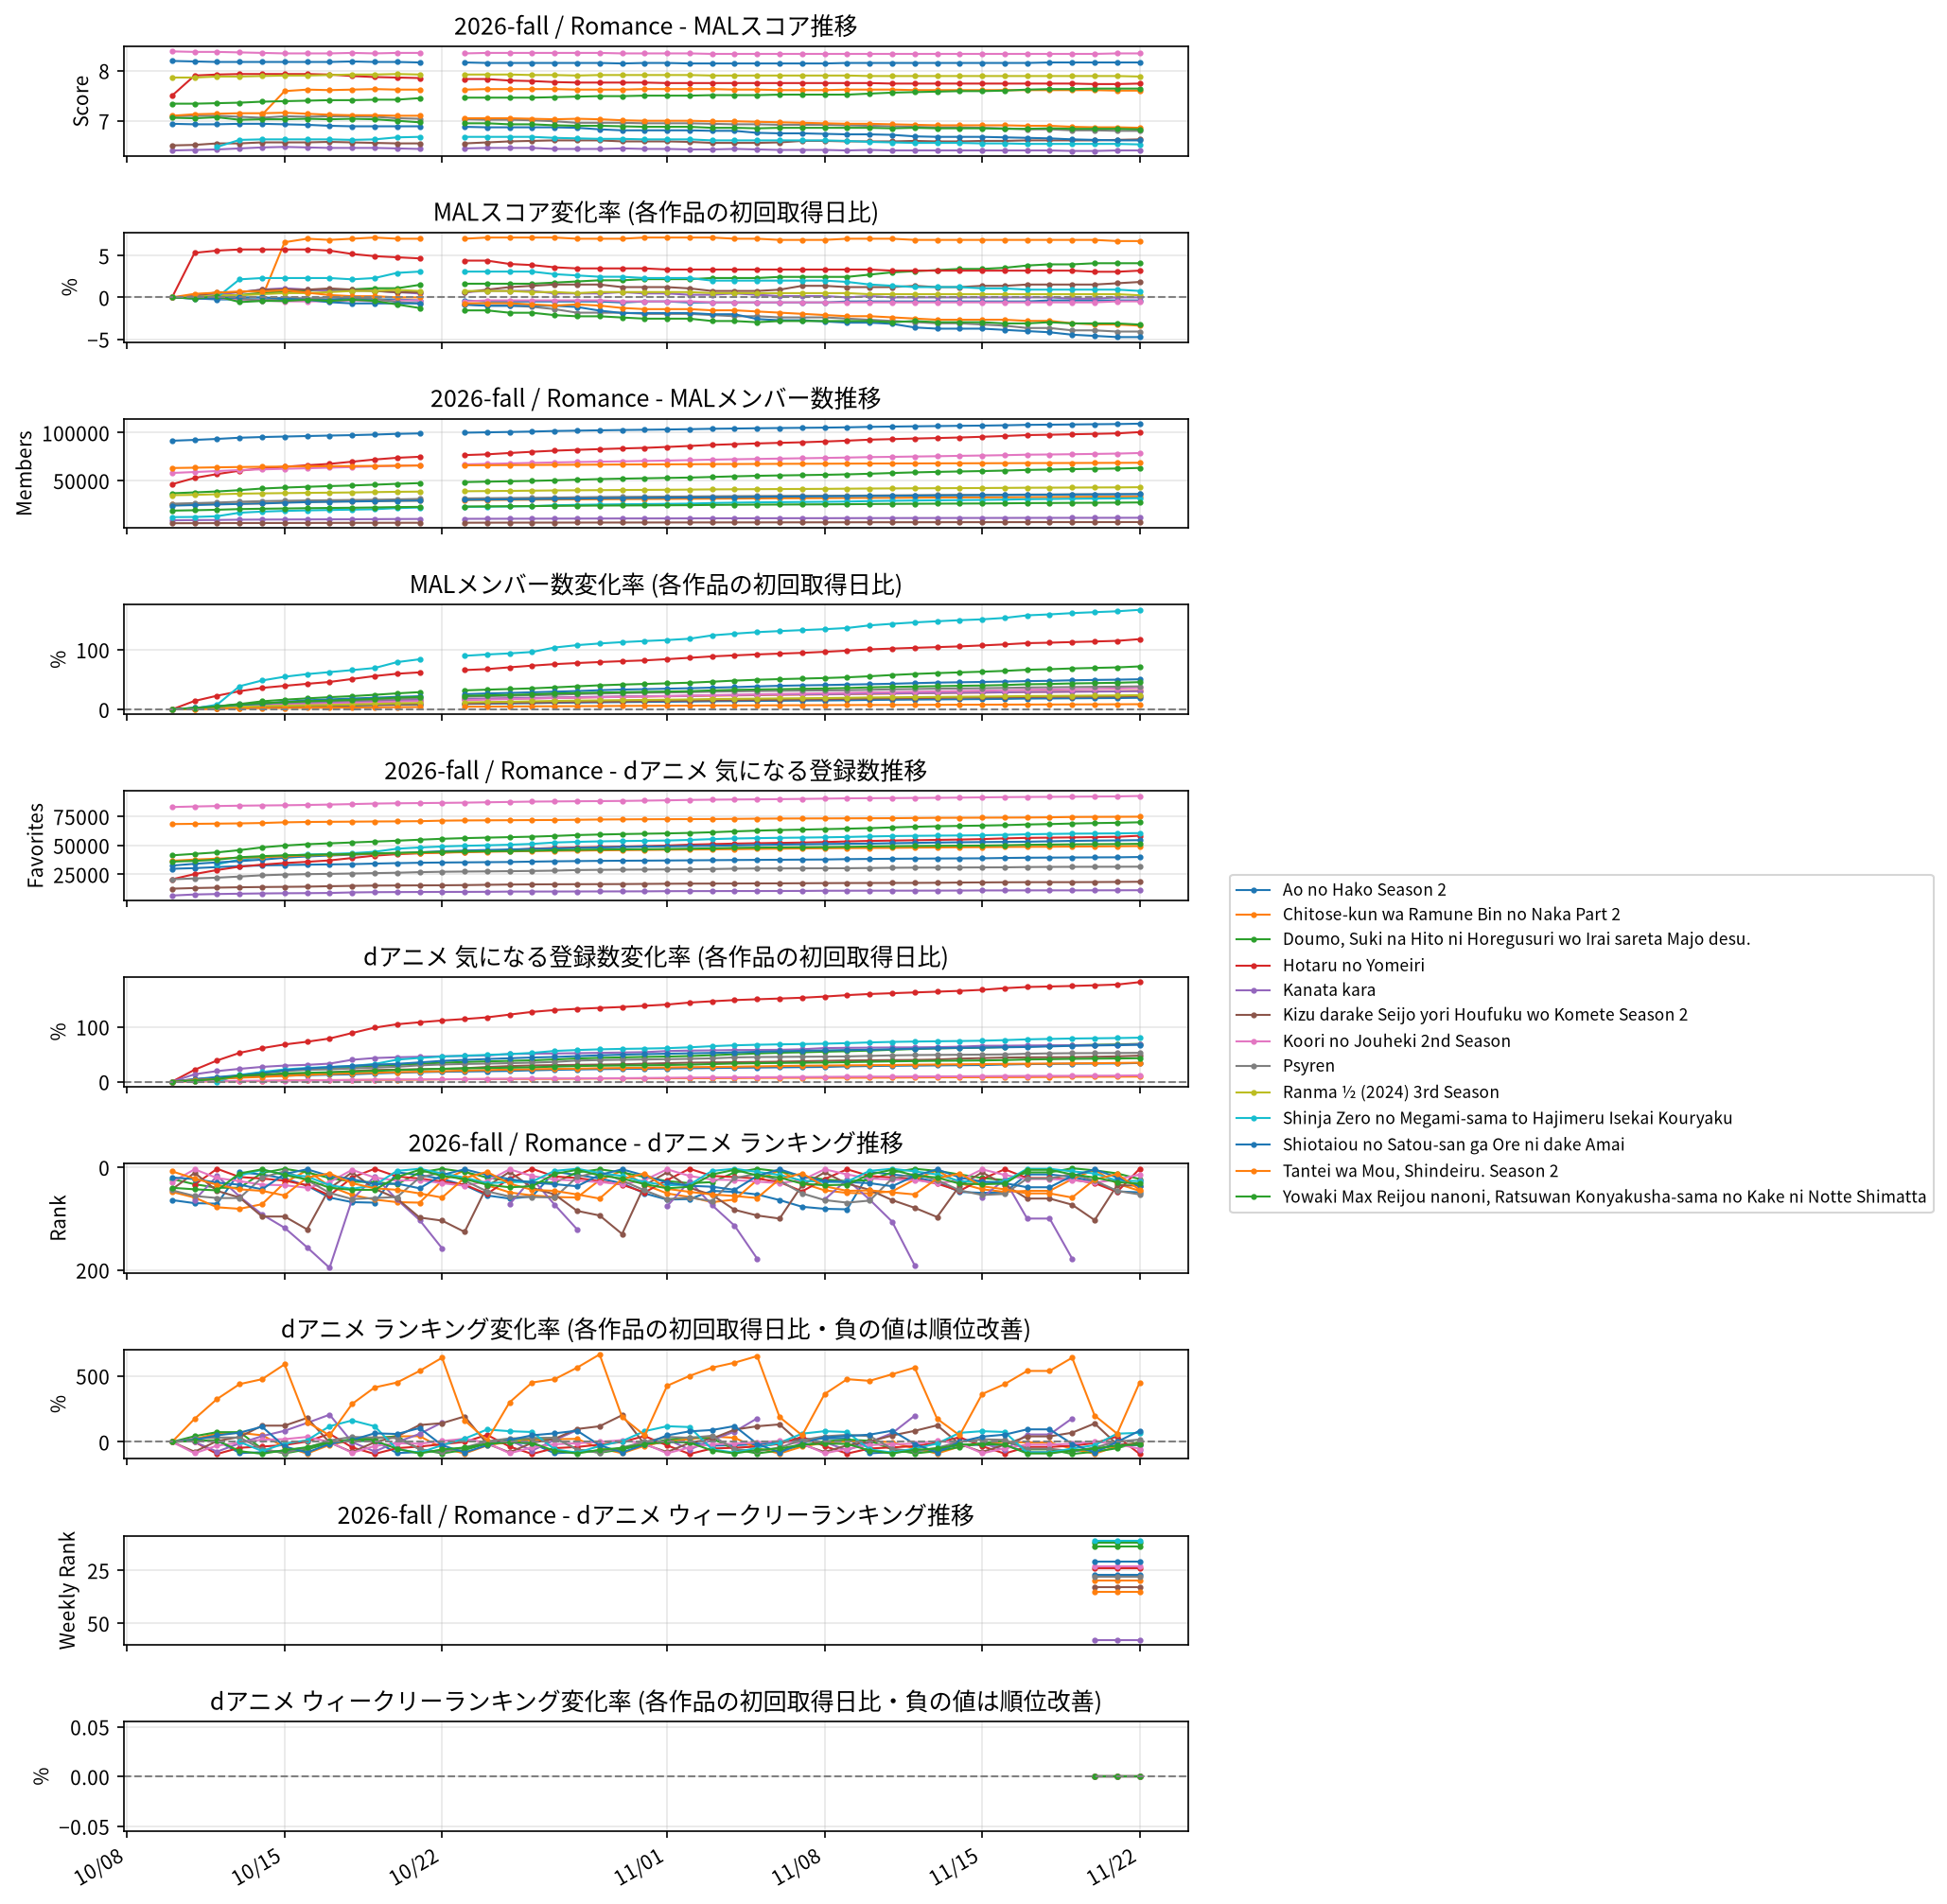 2026-fall / Romance - MALスコア推移
8
7
Score
MALスコア変化率 (各作品の初回取得日比)
5
0
−5
%
2026-fall / Romance - MALメンバー数推移
100000
50000
Members
MALメンバー数変化率 (各作品の初回取得日比)
100
0
%
2026-fall / Romance - dアニメ 気になる登録数推移
75000
50000
25000
Favorites
dアニメ 気になる登録数変化率 (各作品の初回取得日比)
100
0
%
Ao no Hako Season 2
Chitose-kun wa Ramune Bin no Naka Part 2
Doumo, Suki na Hito ni Horegusuri wo Irai sareta Majo desu.
Hotaru no Yomeiri
Kanata kara
Kizu darake Seijo yori Houfuku wo Komete Season 2
Koori no Jouheki 2nd Season
Psyren
Ranma ½ (2024) 3rd Season
Shinja Zero no Megami-sama to Hajimeru Isekai Kouryaku
Shiotaiou no Satou-san ga Ore ni dake Amai
Tantei wa Mou, Shindeiru. Season 2
Yowaki Max Reijou nanoni, Ratsuwan Konyakusha-sama no Kake ni Notte Shimatta
2026-fall / Romance - dアニメ ランキング推移
0
200
Rank
dアニメ ランキング変化率 (各作品の初回取得日比・負の値は順位改善)
500
0
%
2026-fall / Romance - dアニメ ウィークリーランキング推移
25
50
Weekly Rank
dアニメ ウィークリーランキング変化率 (各作品の初回取得日比・負の値は順位改善)
0.05
0.00
−0.05
%
10/08
10/15
10/22
11/01
11/08
11/15
11/22